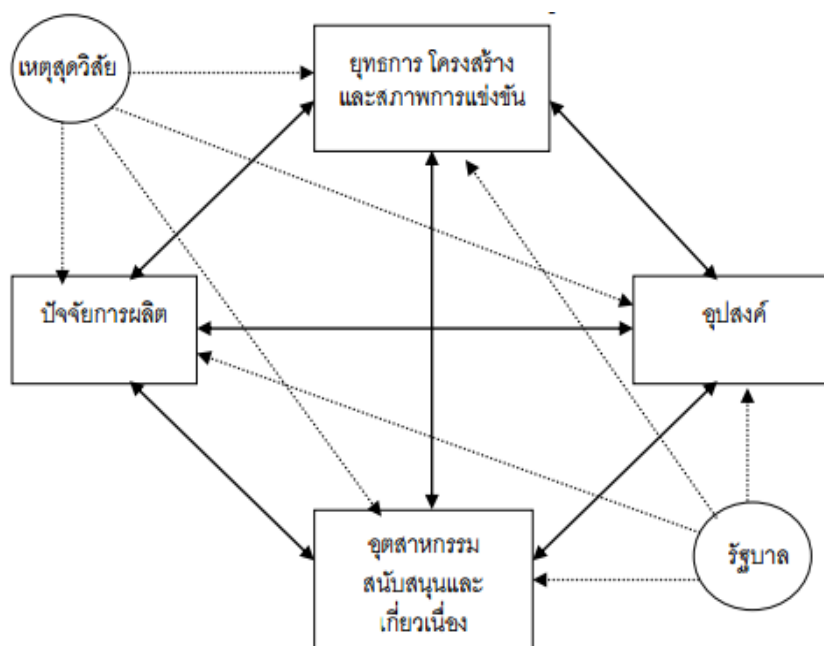 เหตุสุดวิสัย
ยุทธการ โครงสร้าง
และสภาพการแข่งขัน
ปัจจัยการผลิต
อุปสงค์
อุตสาหกรรม
สนับสนุนและ
เกี่ยวเนื่อง
รัฐบาล